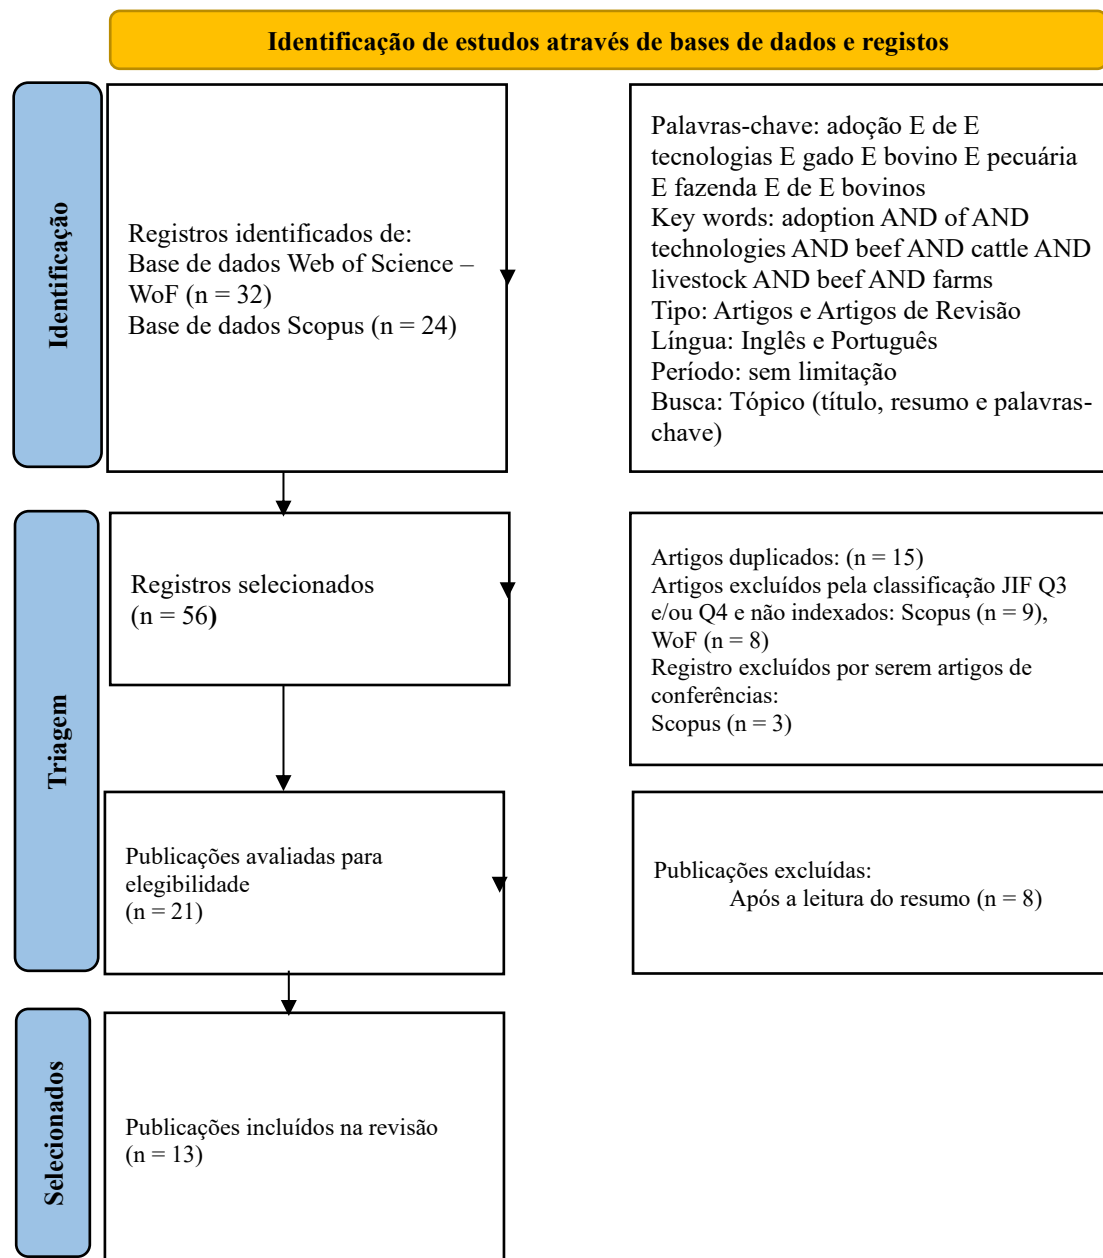 Identificação de estudos através de bases de dados e registos
Identificação
Registros identificados de:
Base de dados Web of Science –
WoF (n = 32)
Base de dados Scopus (n = 24)
Palavras-chave: adoção E de E
tecnologias E gado E bovino E pecuária
E fazenda E de E bovinos
Key words: adoption AND of AND
technologies AND beef AND cattle AND
livestock AND beef AND farms
Tipo: Artigos e Artigos de Revisão
Língua: Inglês e Português
Período: sem limitação
Busca: Tópico (título, resumo e palavras-
chave)
Triagem
Registros selecionados
(n = 56)
Artigos duplicados: (n = 15)
Artigos excluídos pela classificação JIF Q3
e/ou Q4 e não indexados: Scopus (n = 9),
WoF (n = 8)
Registro excluídos por serem artigos de
conferências:
Scopus (n = 3)
Publicações avaliadas para
elegibilidade
(n = 21)
Publicações excluídas:
Após a leitura do resumo (n = 8)
Selecionados
Publicações incluídos na revisão
(n = 13)